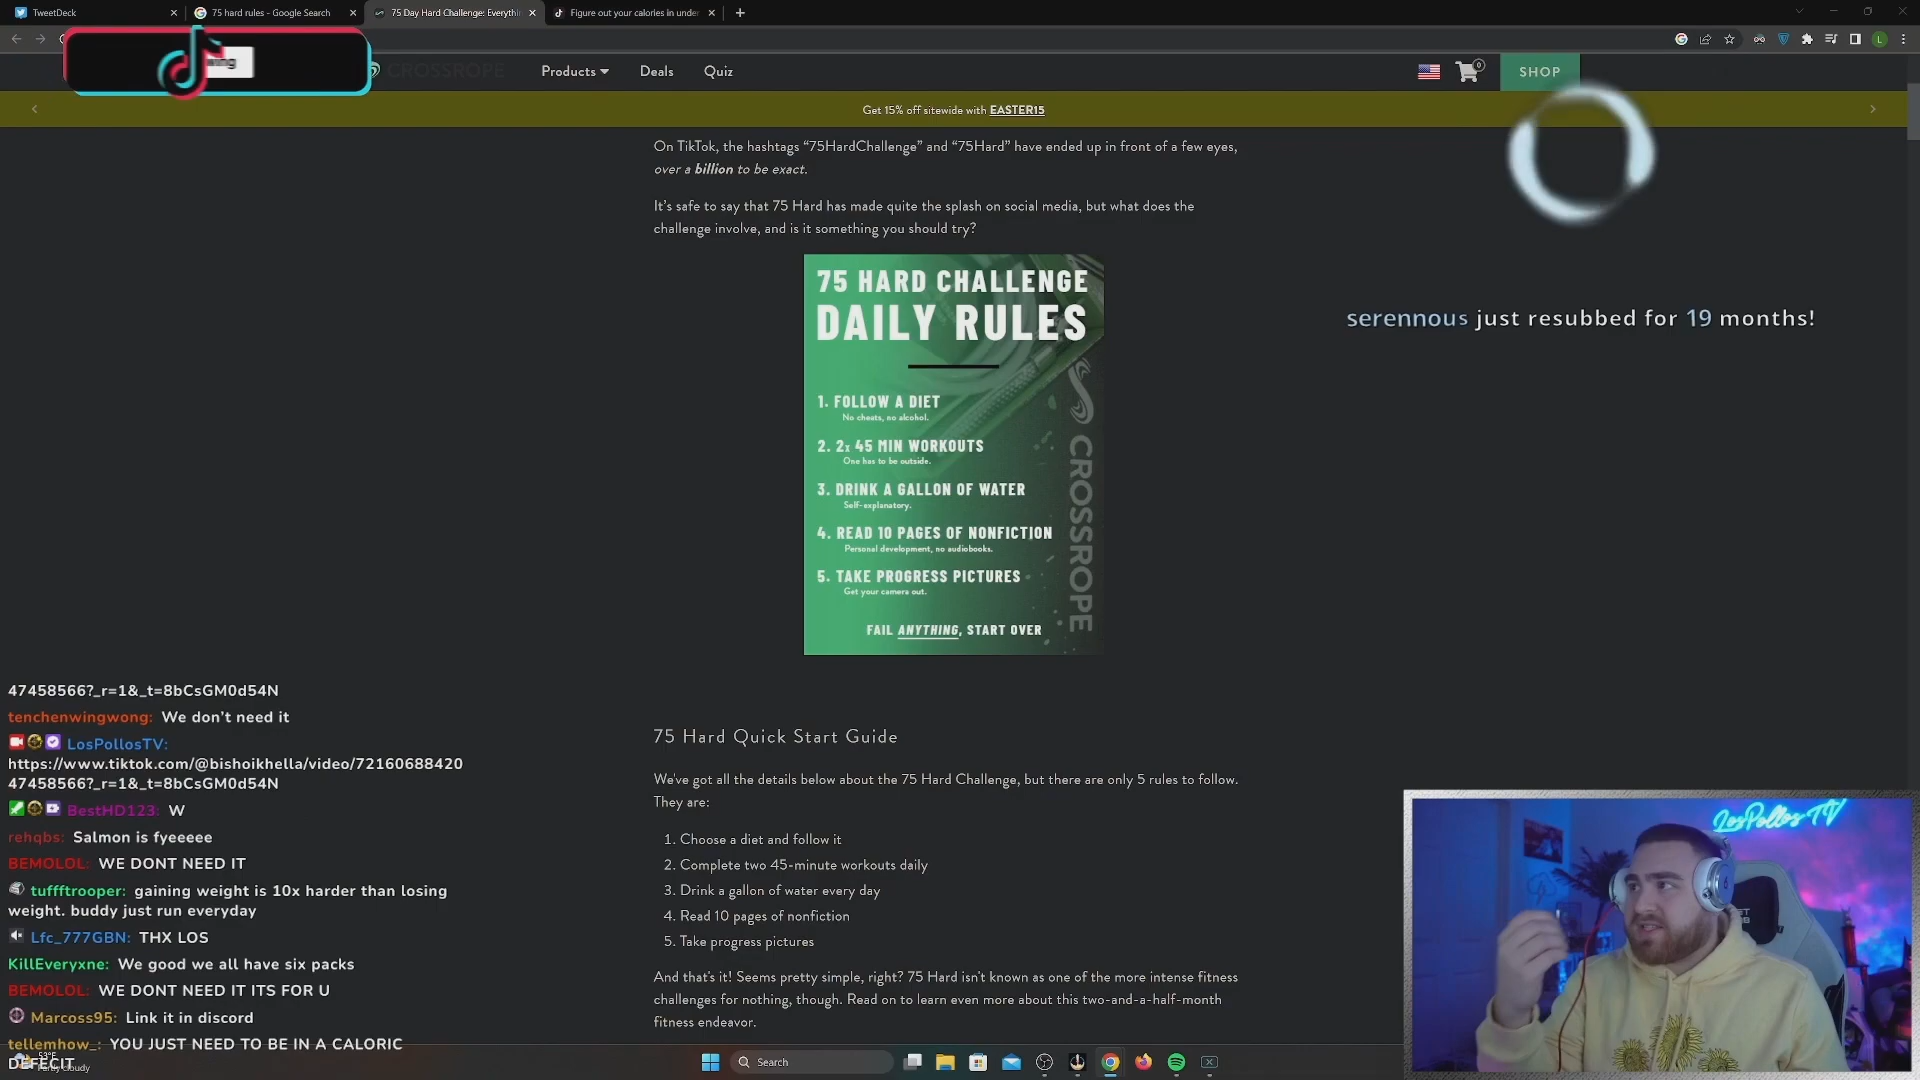 TweetDeck
75 hard rules - Google Search
75 Day Hard Challenge: Everythin
Figure out your calories in under
CROSSROPE
Products
Deals
Quiz
0
SHOP
Get 15% off sitewide with EASTER15
On TikTok, the hashtags “75HardChallenge” and “75Hard” have ended up in front of a few eyes,
over a billion to be exact.
It’s safe to say that 75 Hard has made quite the splash on social media, but what does the
challenge involve, and is it something you should try?
serennous just resubbed for 19 months!
75 HARD CHALLENGE
DAILY RULES
1. FOLLOW A DIET
No cheats, no alcohol.
2. 2x 45 MIN WORKOUTS
One has to be outside.
3. DRINK A GALLON OF WATER
Self-explanatory.
4. READ 10 PAGES OF NONFICTION
Personal development, no audiobooks.
5. TAKE PROGRESS PICTURES
Get your camera out.
FAIL ANYTHING, START OVER
CROSSROPE
75 Hard Quick Start Guide
We've got all the details below about the 75 Hard Challenge, but there are only 5 rules to follow.
They are:
1. Choose a diet and follow it
2. Complete two 45-minute workouts daily
3. Drink a gallon of water every day
4. Read 10 pages of nonfiction
5. Take progress pictures
And that's it! Seems pretty simple, right? 75 Hard isn't known as one of the more intense fitness
challenges for nothing, though. Read on to learn even more about this two-and-a-half-month
fitness endeavor.
47458566?_r=1&_t=8bCsGM0d54N
tenchenwingwong: We don’t need it
LosPollosTV:
https://www.tiktok.com/@bishoikhella/video/72160688420
47458566?_r=1&_t=8bCsGM0d54N
BestHD123: W
rehqbs: Salmon is fyeeeee
BEMOLOL: WE DONT NEED IT
tuffftrooper: gaining weight is 10x harder than losing
weight. buddy just run everyday
Lfc_777GBN: THX LOS
KillEveryxne: We good we all have six packs
BEMOLOL: WE DONT NEED IT ITS FOR U
Marcoss95: Link it in discord
tellemhow_: YOU JUST NEED TO BE IN A CALORIC
DEFECIT
53°F
Partly cloudy
Search
LosPollos TV